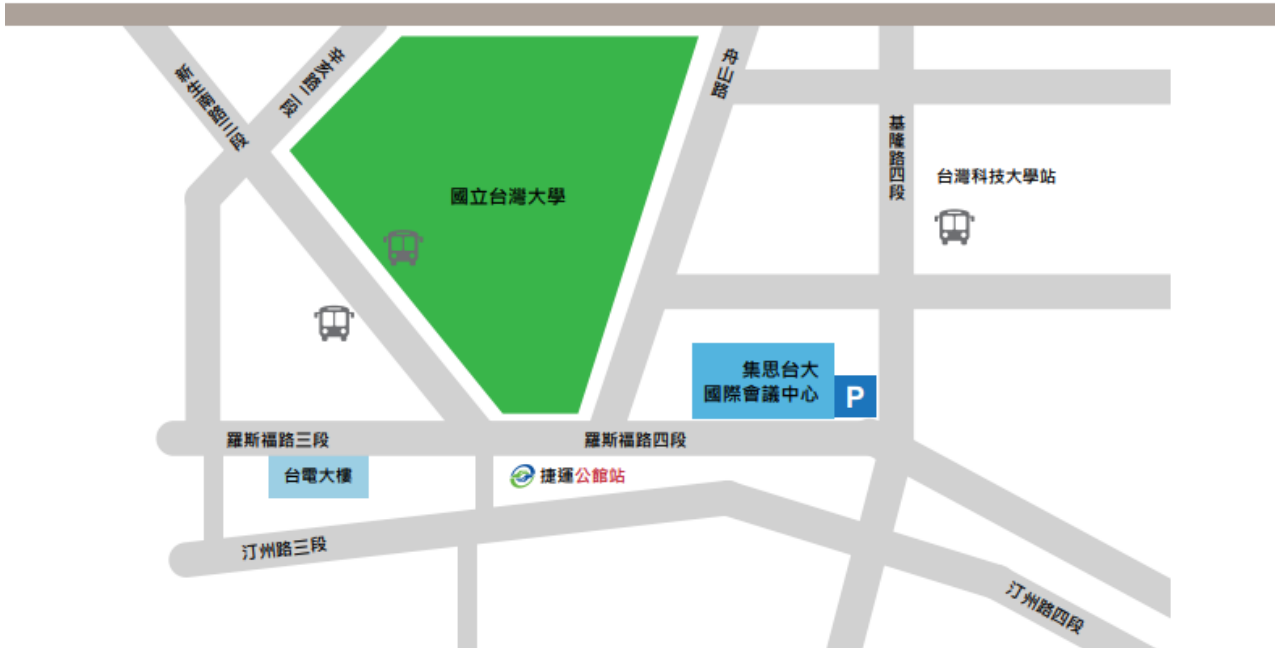 新生南路三段
辛亥路一段
舟山路
基隆路四段
台灣科技大學站
國立台灣大學
集思台大
國際會議中心
P
羅斯福路三段
羅斯福路四段
台電大樓
捷運公館站
汀州路三段
汀州路四段